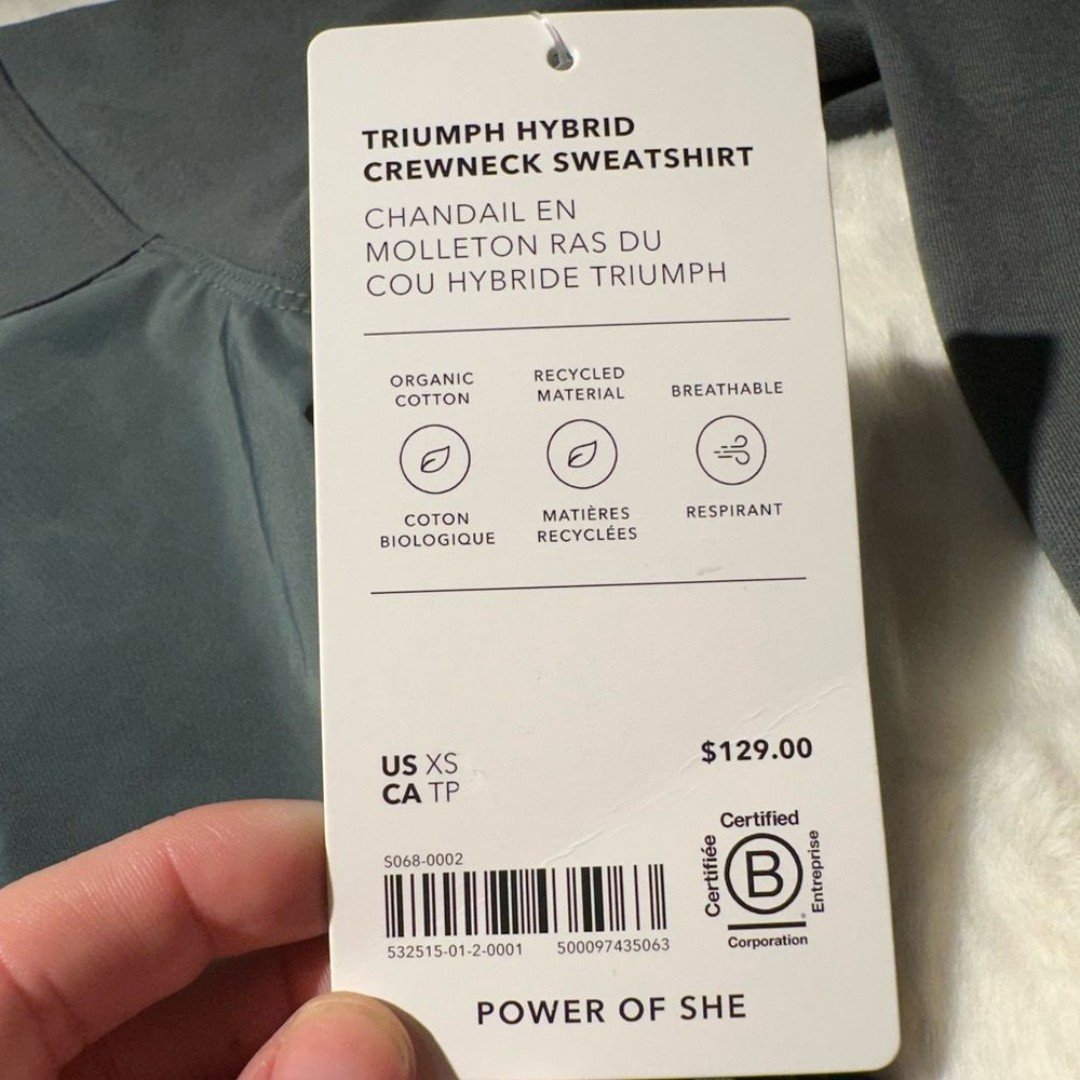 TRIUMPH HYBRID
CREWNECK SWEATSHIRT
CHANDAIL EN
MOLLETON RAS DU
COU HYBRIDE TRIUMPH
ORGANIC
COTTON
COTON
BIOLOGIQUE
RECYCLED
MATERIAL
MATIÈRES
RECYCLÉES
BREATHABLE
RESPIRANT
US XS
CA TP
$129.00
S068-0002
532515-01-2-0001 500097435063
Certified
Certifiée
B
Entreprise
Corporation
POWER OF SHE